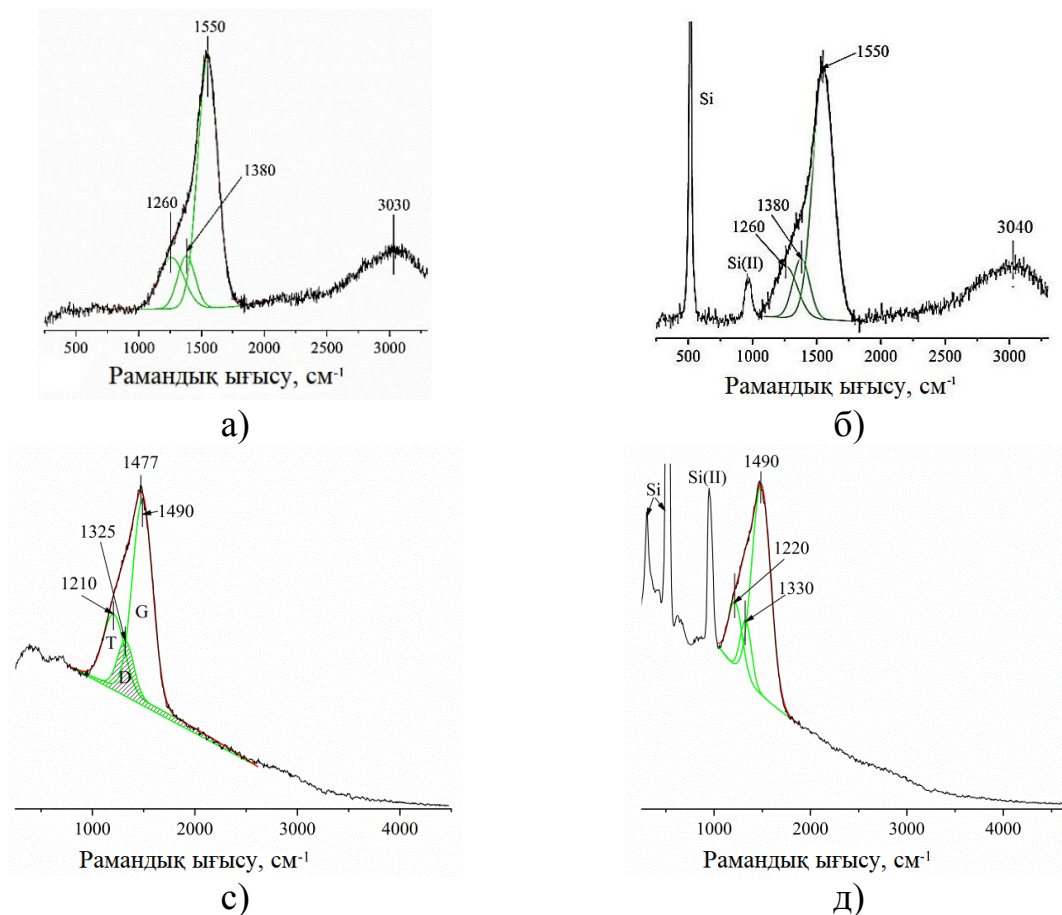 1550
1380
1260
3030
500 1000 1500 2000 2500 3000
Рамандық ығысу, см-1
а)
1550
Si
1380
1260
Si(II)
3040
500 1000 1500 2000 2500 3000
Рамандық ығысу, см-1
б)
1477
1490
1325
1210
G
T
D
1000 2000 3000 4000
Рамандық ығысу, см-1
с)
1490
Si(II)
Si
1220
1330
1000 2000 3000 4000
Рамандық ығысу, см-1
д)